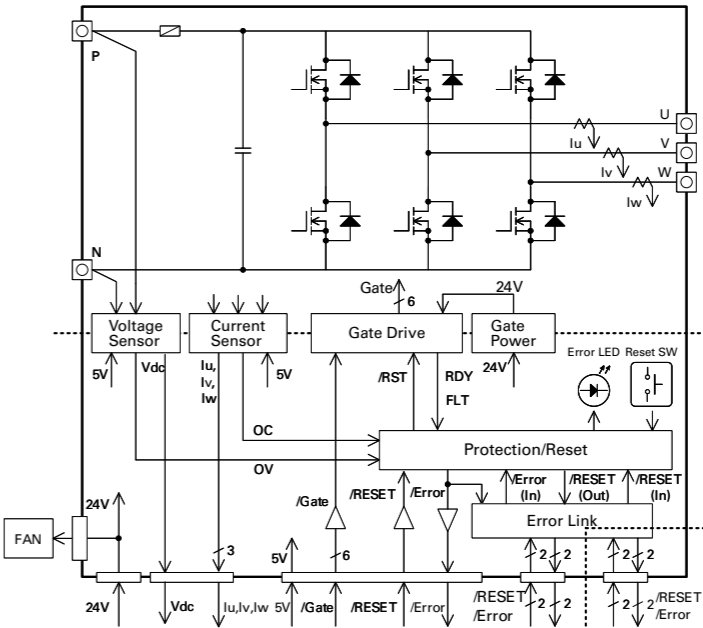 P
U
Iu
V
Iv
W
Iw
N
Gate
6
24V
Voltage
Sensor
Current
Sensor
Gate Drive
Gate
Power
5V
Vdc
Iu,
Iv,
Iw
5V
/RST
RDY
FLT
24V
Error LED
Reset SW
OC
OV
Protection/Reset
/Gate
/RESET
/Error
/Error
(In)
/RESET
(Out)
/RESET
(In)
24V
Error Link
FAN
3
5V
6
2
2
2
2
24V
Vdc
Iu,Iv,Iw
5V
/Gate
/RESET
/Error
/RESET
/Error
2
2
2
2
/RESET
/Error